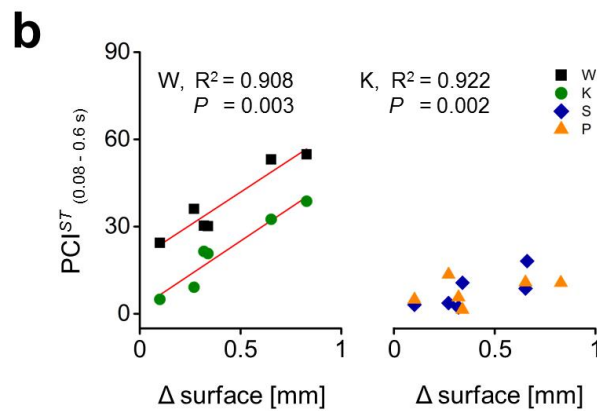 b
90
60
30
0
PCI^ST (0.08 - 0.6 s)
W, R² = 0.908
P = 0.003
K, R² = 0.922
P = 0.002
W
K
S
P
0 0.5 1
0 0.5 1
Δ surface [mm]
Δ surface [mm]